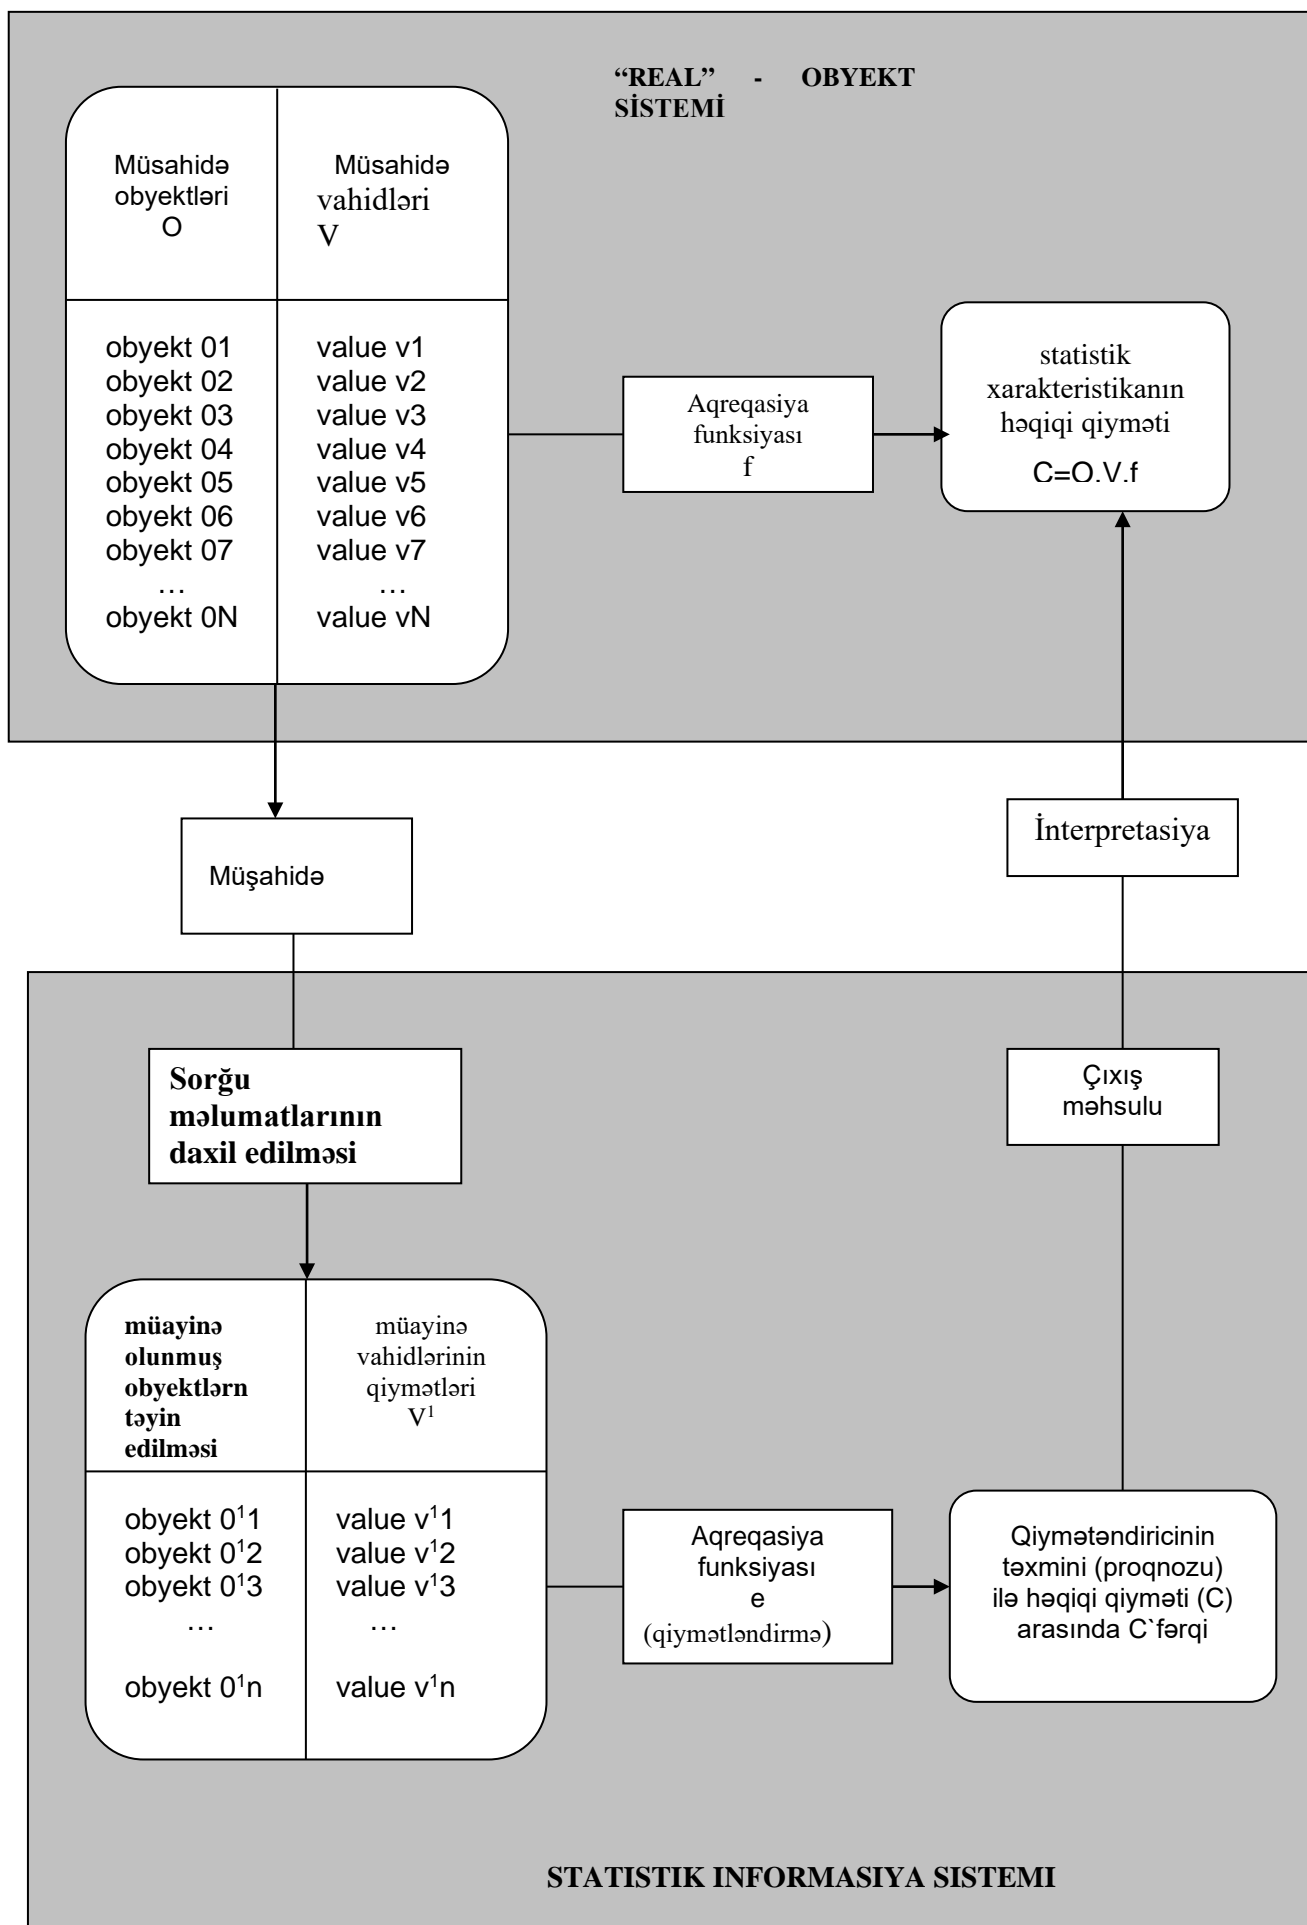 “REAL” - OBYEKT
SİSTEMİ
Müsahidə
obyektləri
O
Müsahidə
vahidləri
V
obyekt 01
obyekt 02
obyekt 03
obyekt 04
obyekt 05
obyekt 06
obyekt 07
…
obyekt 0N
value v1
value v2
value v3
value v4
value v5
value v6
value v7
…
value vN
Aqreqasiya
funksiyası
f
statistik
xarakteristikanın
həqiqi qiyməti
C=O.V.f
Müşahidə
İnterpretasiya
Sorğu
məlumatlarının
daxil edilməsi
Çıxış
məhsulu
müayinə
olunmuş
obyektlərn
təyin
edilməsi
müayinə
vahidlərinin
qiymətləri
V¹
obyekt 0¹1
obyekt 0¹2
obyekt 0¹3
…
obyekt 0¹n
value v¹1
value v¹2
value v¹3
…
value v¹n
Aqreqasiya
funksiyası
e
(qiymətləndirmə)
Qiymətəndiricinin
təxmini (proqnozu)
ilə həqiqi qiyməti (C)
arasında C`fərqi
STATISTIK INFORMASIYA SISTEMI